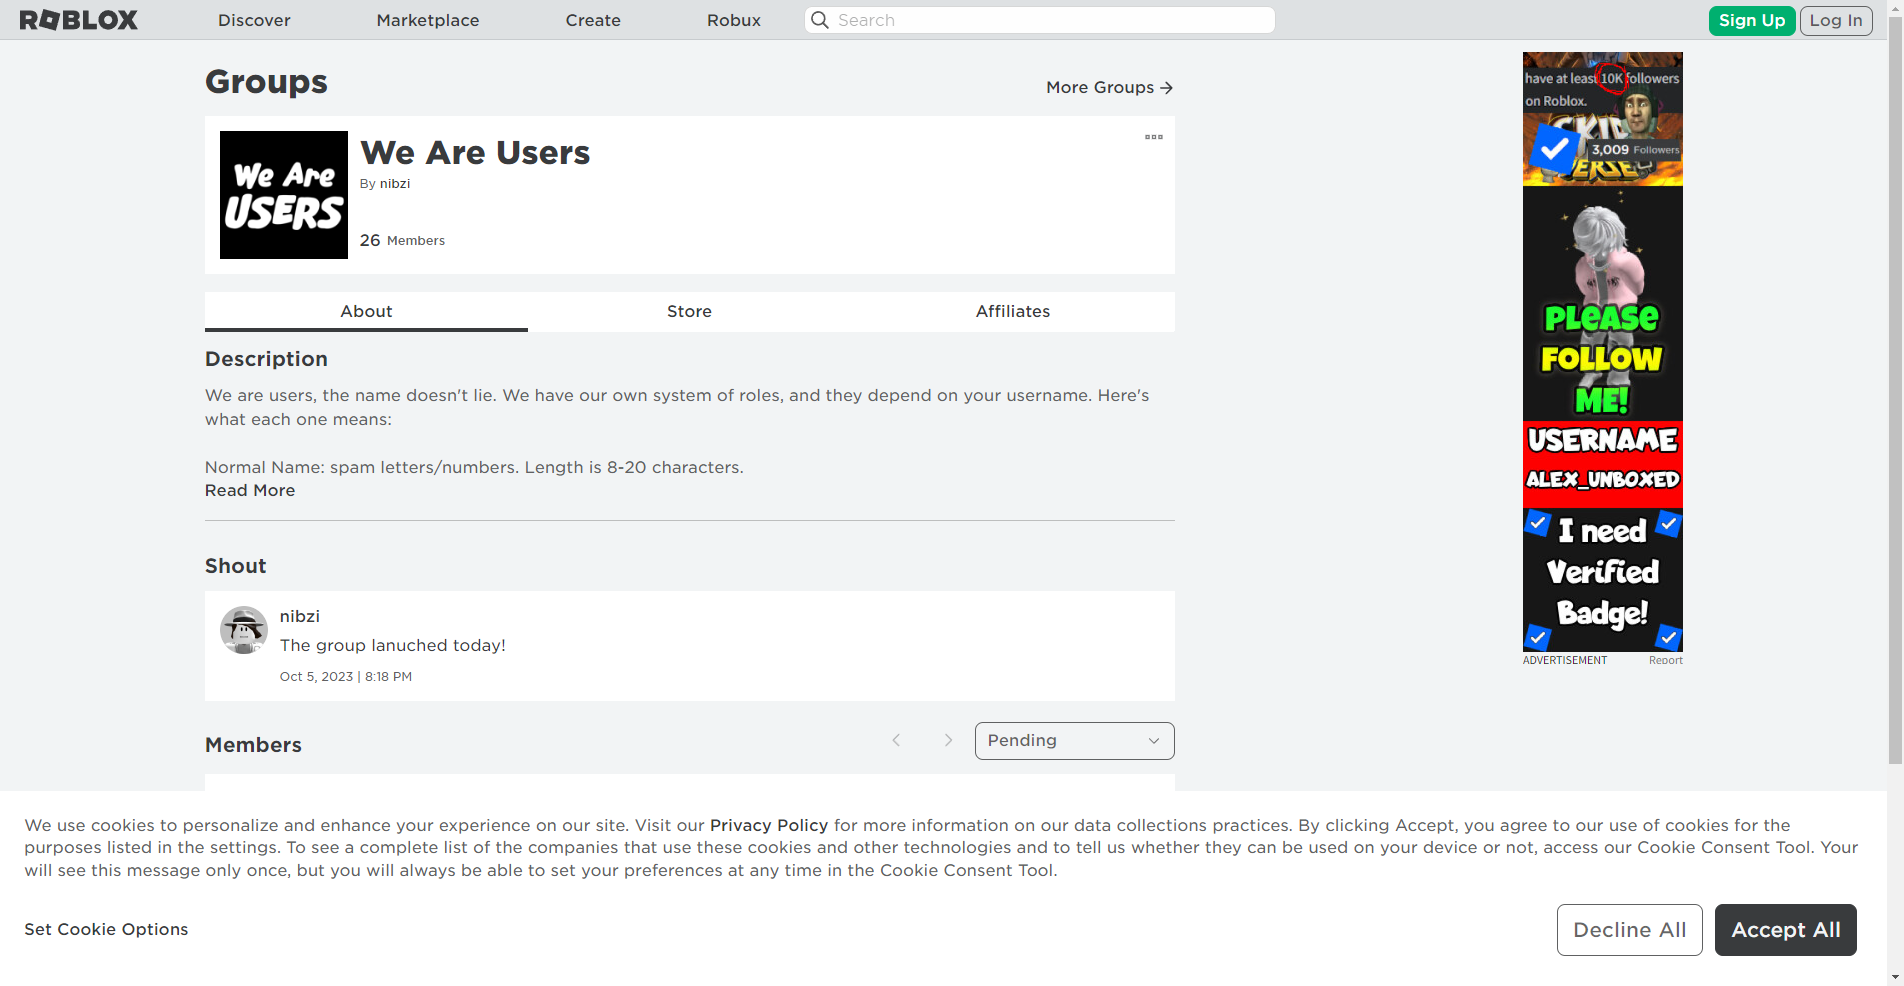 ROBLOX Discover Marketplace Create Robux Search Sign Up Log In
Groups
More Groups
We Are
USERS
We Are Users
By nibzi
26 Members
About Store Affiliates
Description
We are users, the name doesn't lie. We have our own system of roles, and they depend on your username. Here's
what each one means:
Normal Name: spam letters/numbers. Length is 8-20 characters.
Read More
Shout
nibzi
The group lanuched today!
Oct 5, 2023 | 8:18 PM
Members
Pending
have at least 10K followers
on Roblox.
3,009 Followers
PLEASE
FOLLOW
ME!
USERNAME
ALEX_UNBOXED
I need
Verified
Badge!
ADVERTISEMENT Report
We use cookies to personalize and enhance your experience on our site. Visit our Privacy Policy for more information on our data collections practices. By clicking Accept, you agree to our use of cookies for the
purposes listed in the settings. To see a complete list of the companies that use these cookies and other technologies and to tell us whether they can be used on your device or not, access our Cookie Consent Tool. Your
will see this message only once, but you will always be able to set your preferences at any time in the Cookie Consent Tool.
Set Cookie Options
Decline All
Accept All